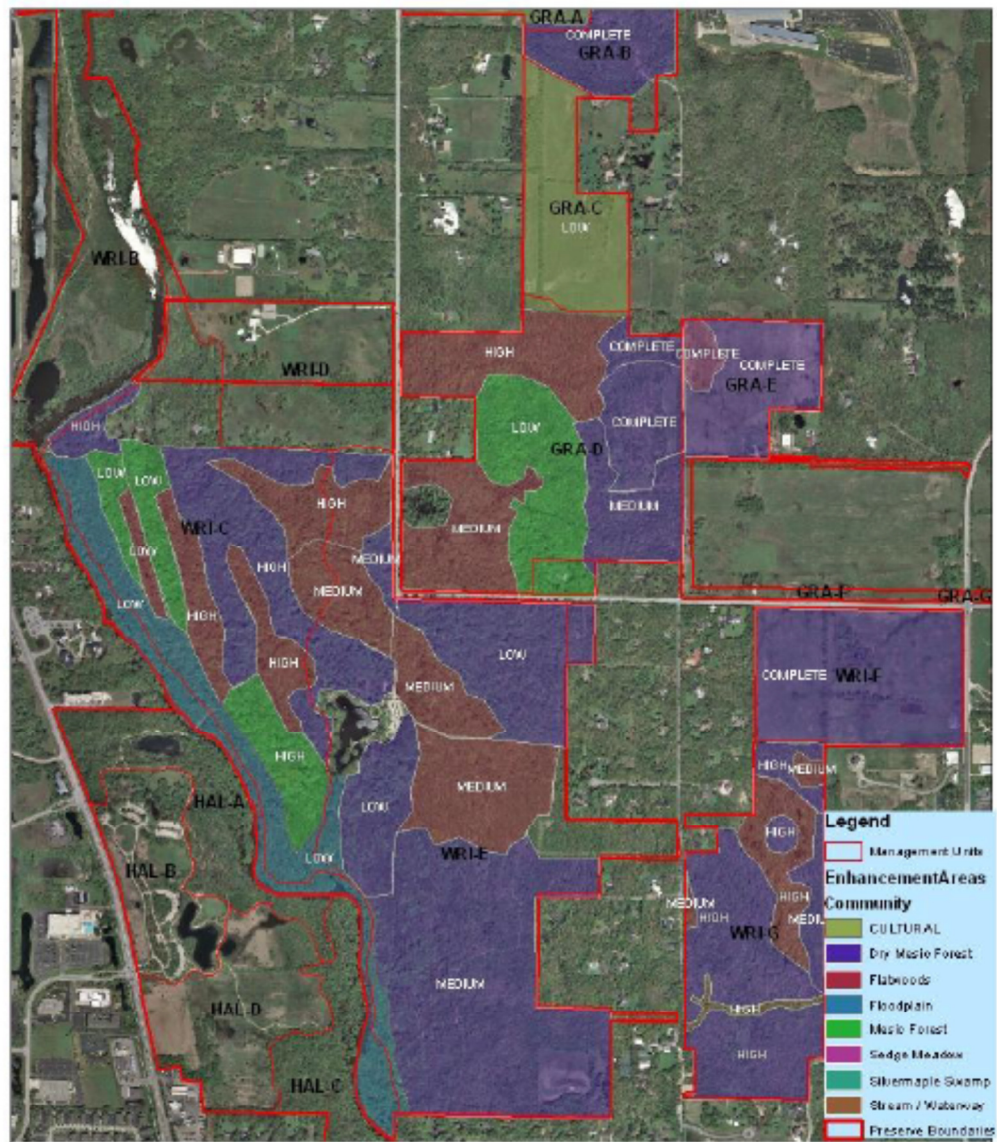 GRA-A
COMPLETE
GRA-B
GRA-C
LOW
WRI-B
HIGH
COMPLETE
COMPLETE
COMPLETE
GRA-E
WRI-D
LOW
COMPLETE
GRA-D
HIGH
LOW
LOW
HIGH
MEDIUM
MEDIUM
WRI-C
LOW
HIGH
MEDIUM
MEDIUM
LOW
HIGH
GRA-F
GRA-G
HIGH
LOW
MEDIUM
COMPLETE
WRI-F
HIGH
MEDIUM
HIGH
MEDIUM
HAL-A
LOW
HIGH
LOW
WRI-E
HAL-B
MEDIUM
HIGH
HIGH
WRI-G
MEDIUM
HAL-D
HIGH
HIGH
HAL-C
Legend
Management Units
EnhancementAreas
Community
CULTURAL
Dry Mesic Forest
Flatwoods
Floodplain
Mesic Forest
Sedge Meadow
Silvermaple Swamp
Stream / Waterway
Preserve Boundaries